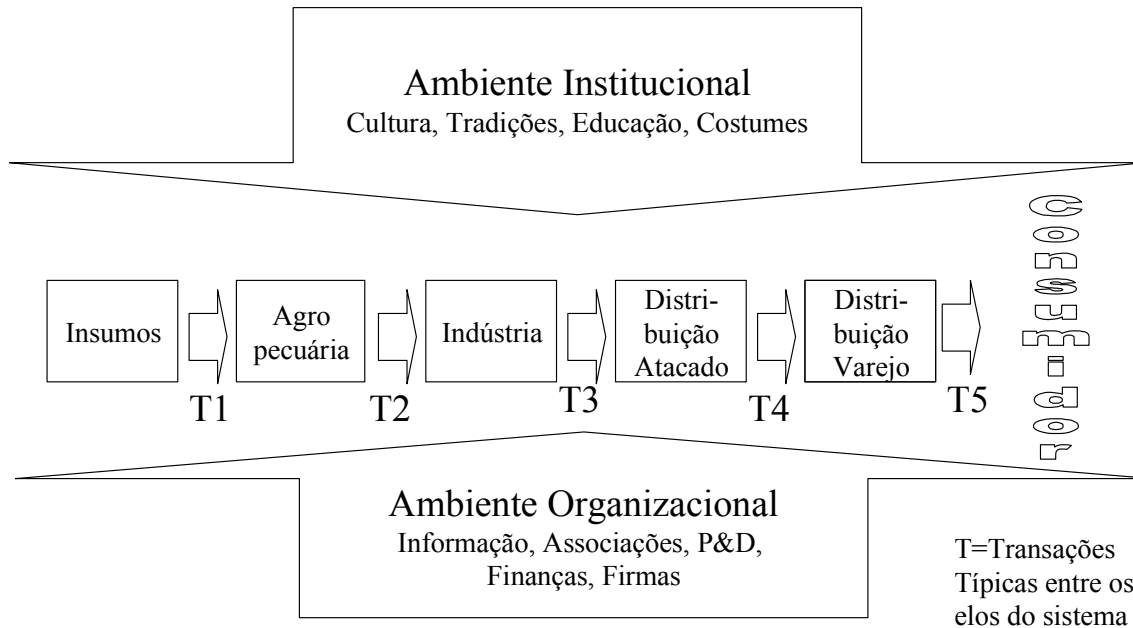 Ambiente Institucional
Cultura, Tradições, Educação, Costumes
Insumos
Agro
pecuária
Indústria
Distri-
buição
Atacado
Distri-
buição
Varejo
T1
T2
T3
T4
T5
Consumidor
Ambiente Organizacional
Informação, Associações, P&D,
Finanças, Firmas
T=Transações
Típicas entre os
elos do sistema